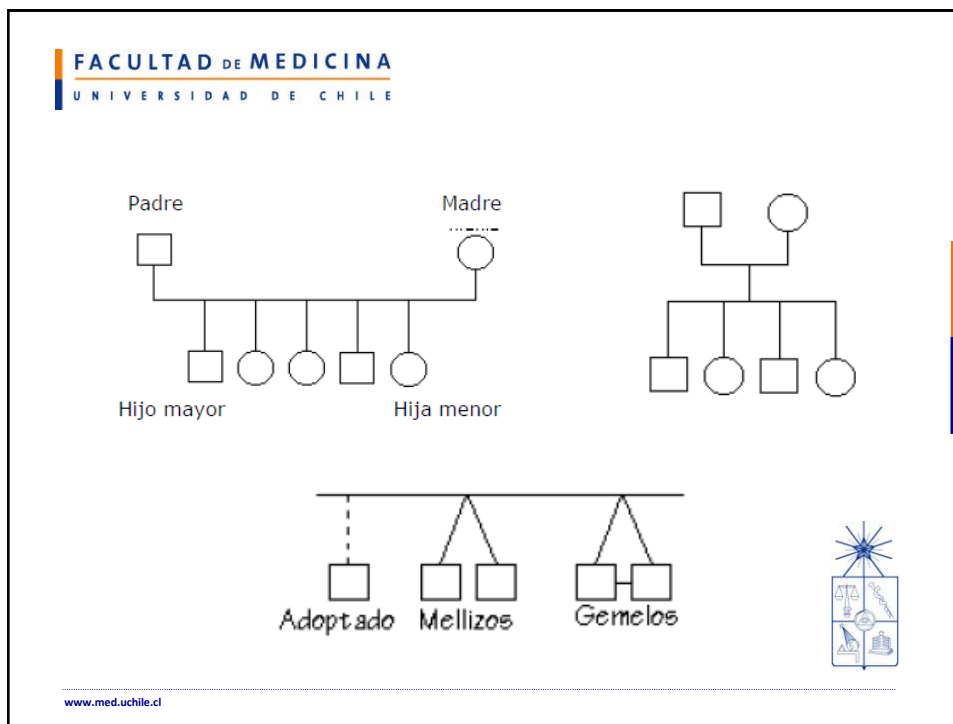 FACULTAD DE MEDICINA
UNIVERSIDAD DE CHILE
Padre
Madre
Hijo mayor
Hija menor
Adoptado
Mellizos
Gemelos
www.med.uchile.cl